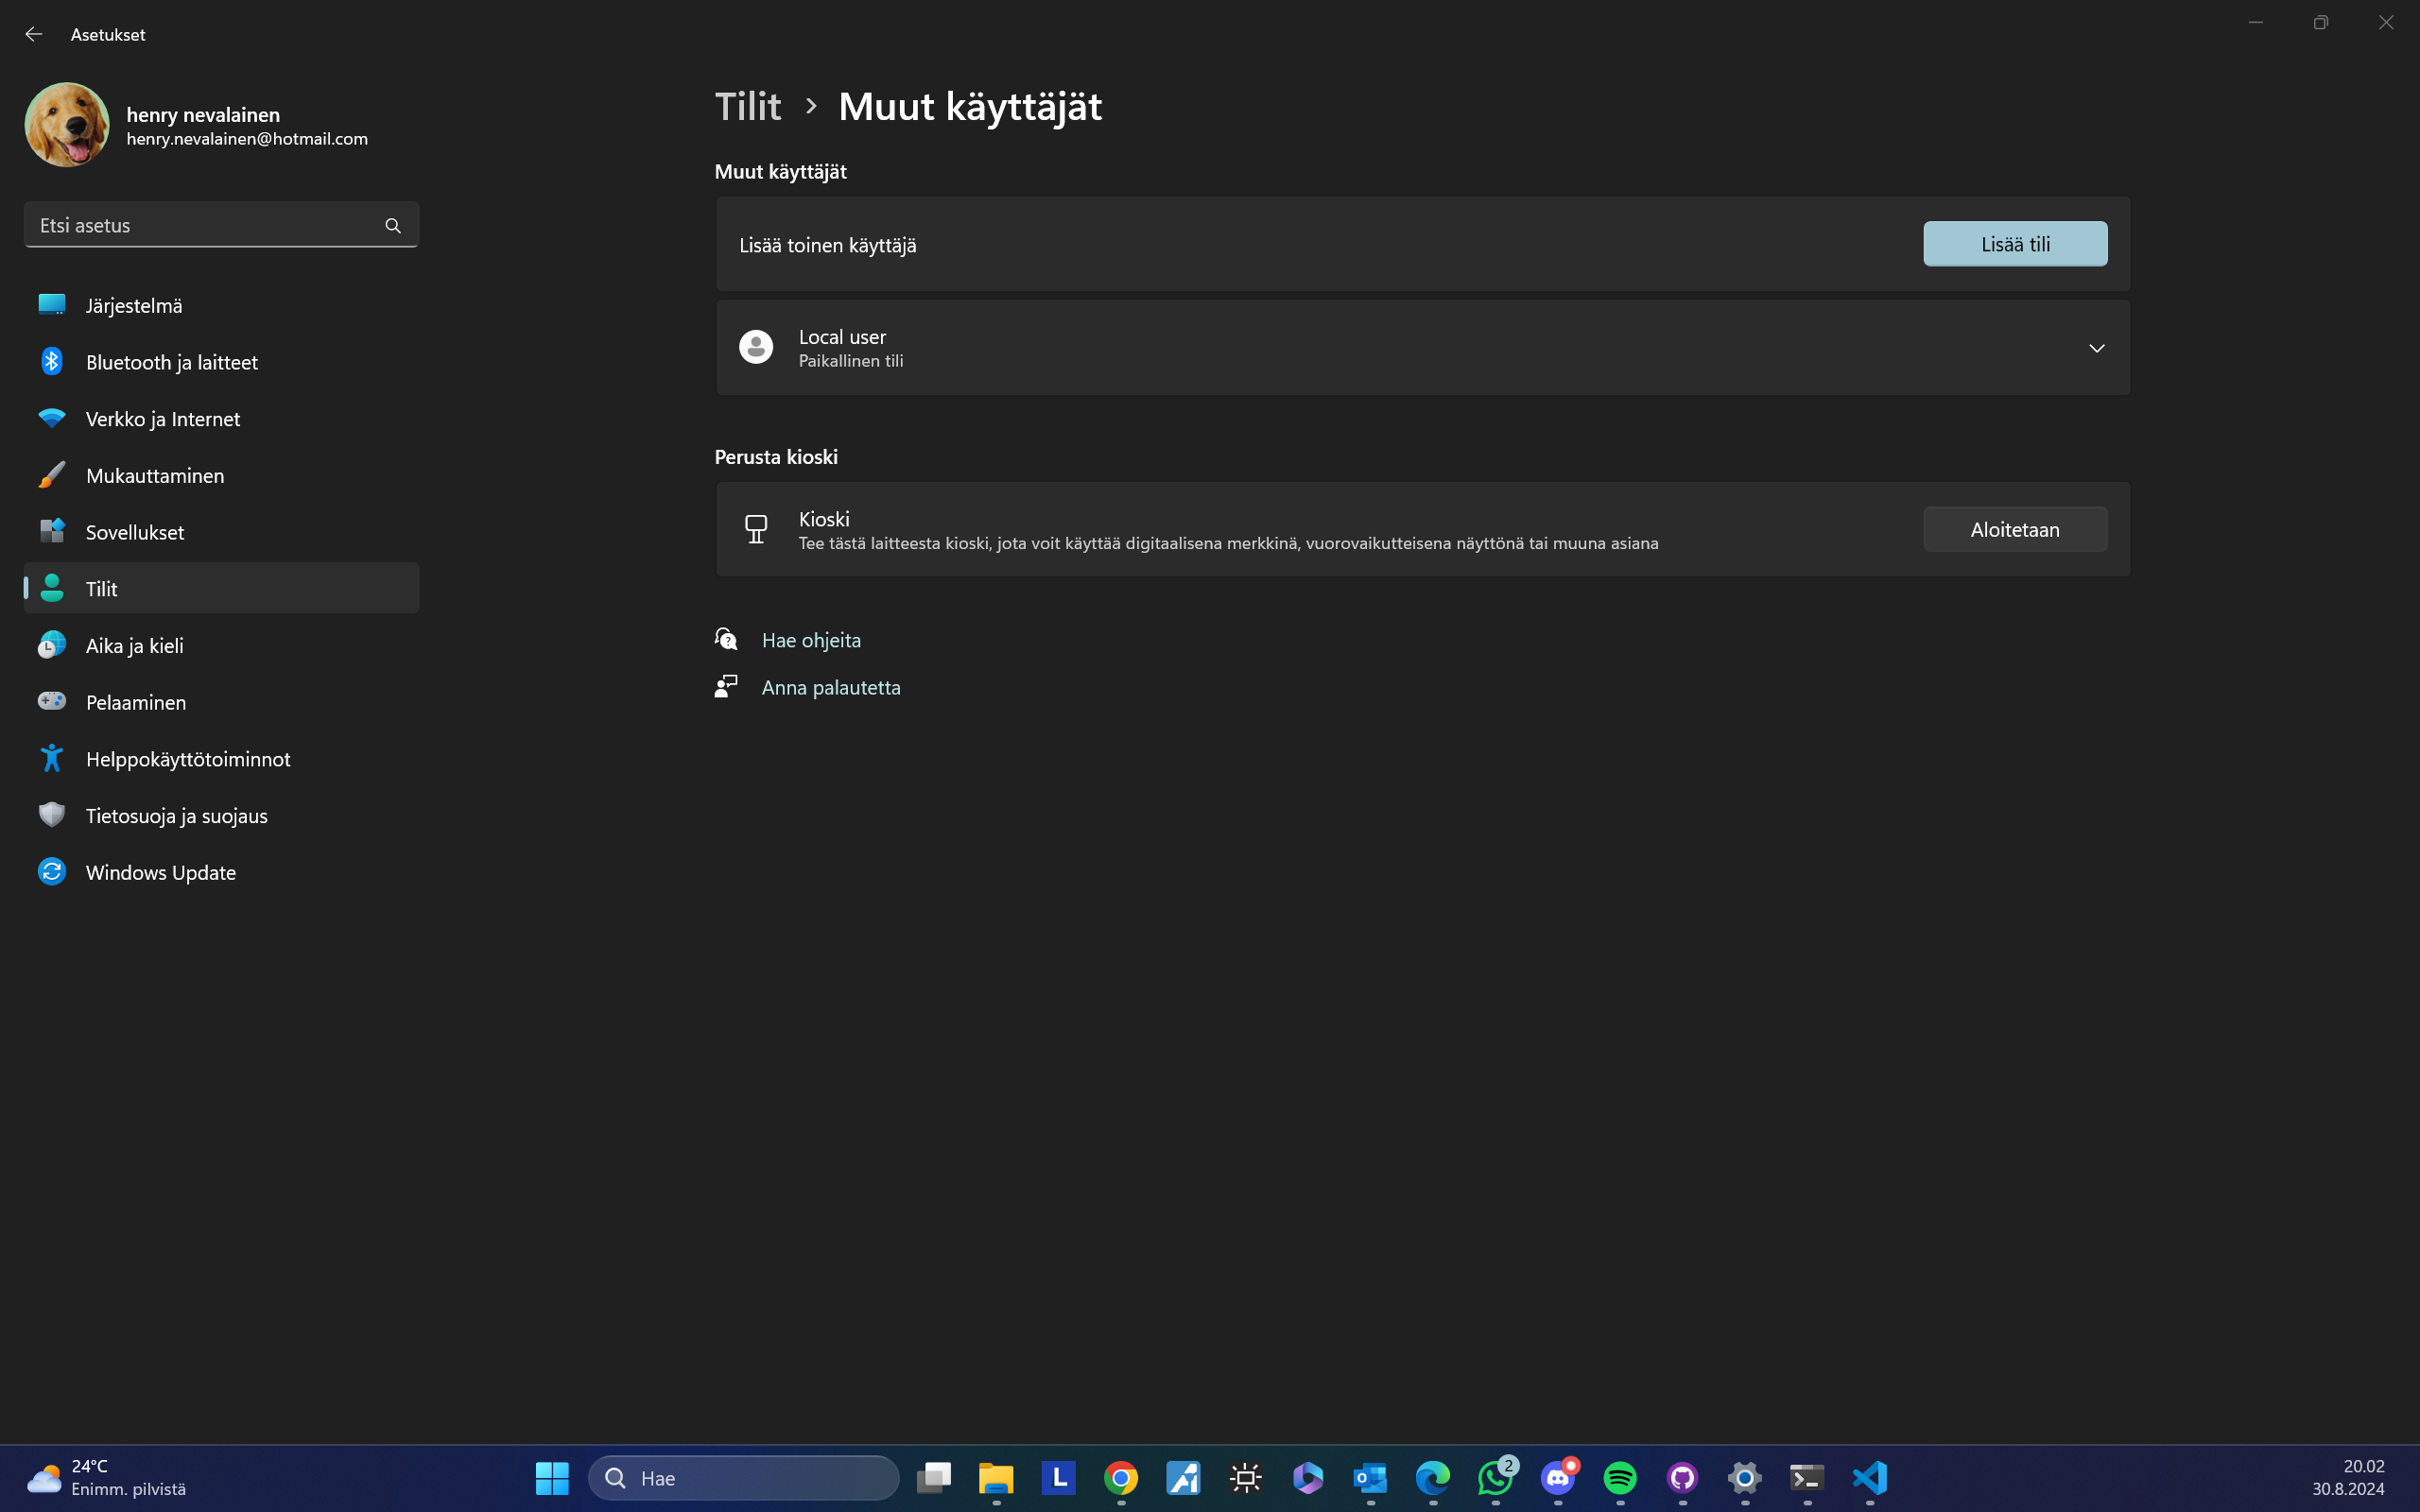 Asetukset
henry nevalainen
henry.nevalainen@hotmail.com
Etsi asetus
Järjestelmä
Bluetooth ja laitteet
Verkko ja Internet
Mukauttaminen
Sovellukset
Tilit
Aika ja kieli
Pelaaminen
Helppokäyttötoiminnot
Tietosuoja ja suojaus
Windows Update
Tilit > Muut käyttäjät
Muut käyttäjät
Lisää toinen käyttäjä
Lisää tili
Local user
Paikallinen tili
Perusta kioski
Kioski
Tee tästä laitteesta kioski, jota voit käyttää digitaalisena merkkinä, vuorovaikutteisena näyttönä tai muuna asiana
Aloitetaan
Hae ohjeita
Anna palautetta
24°C
Enimm. pilvistä
Hae
L
2
20.02
30.8.2024